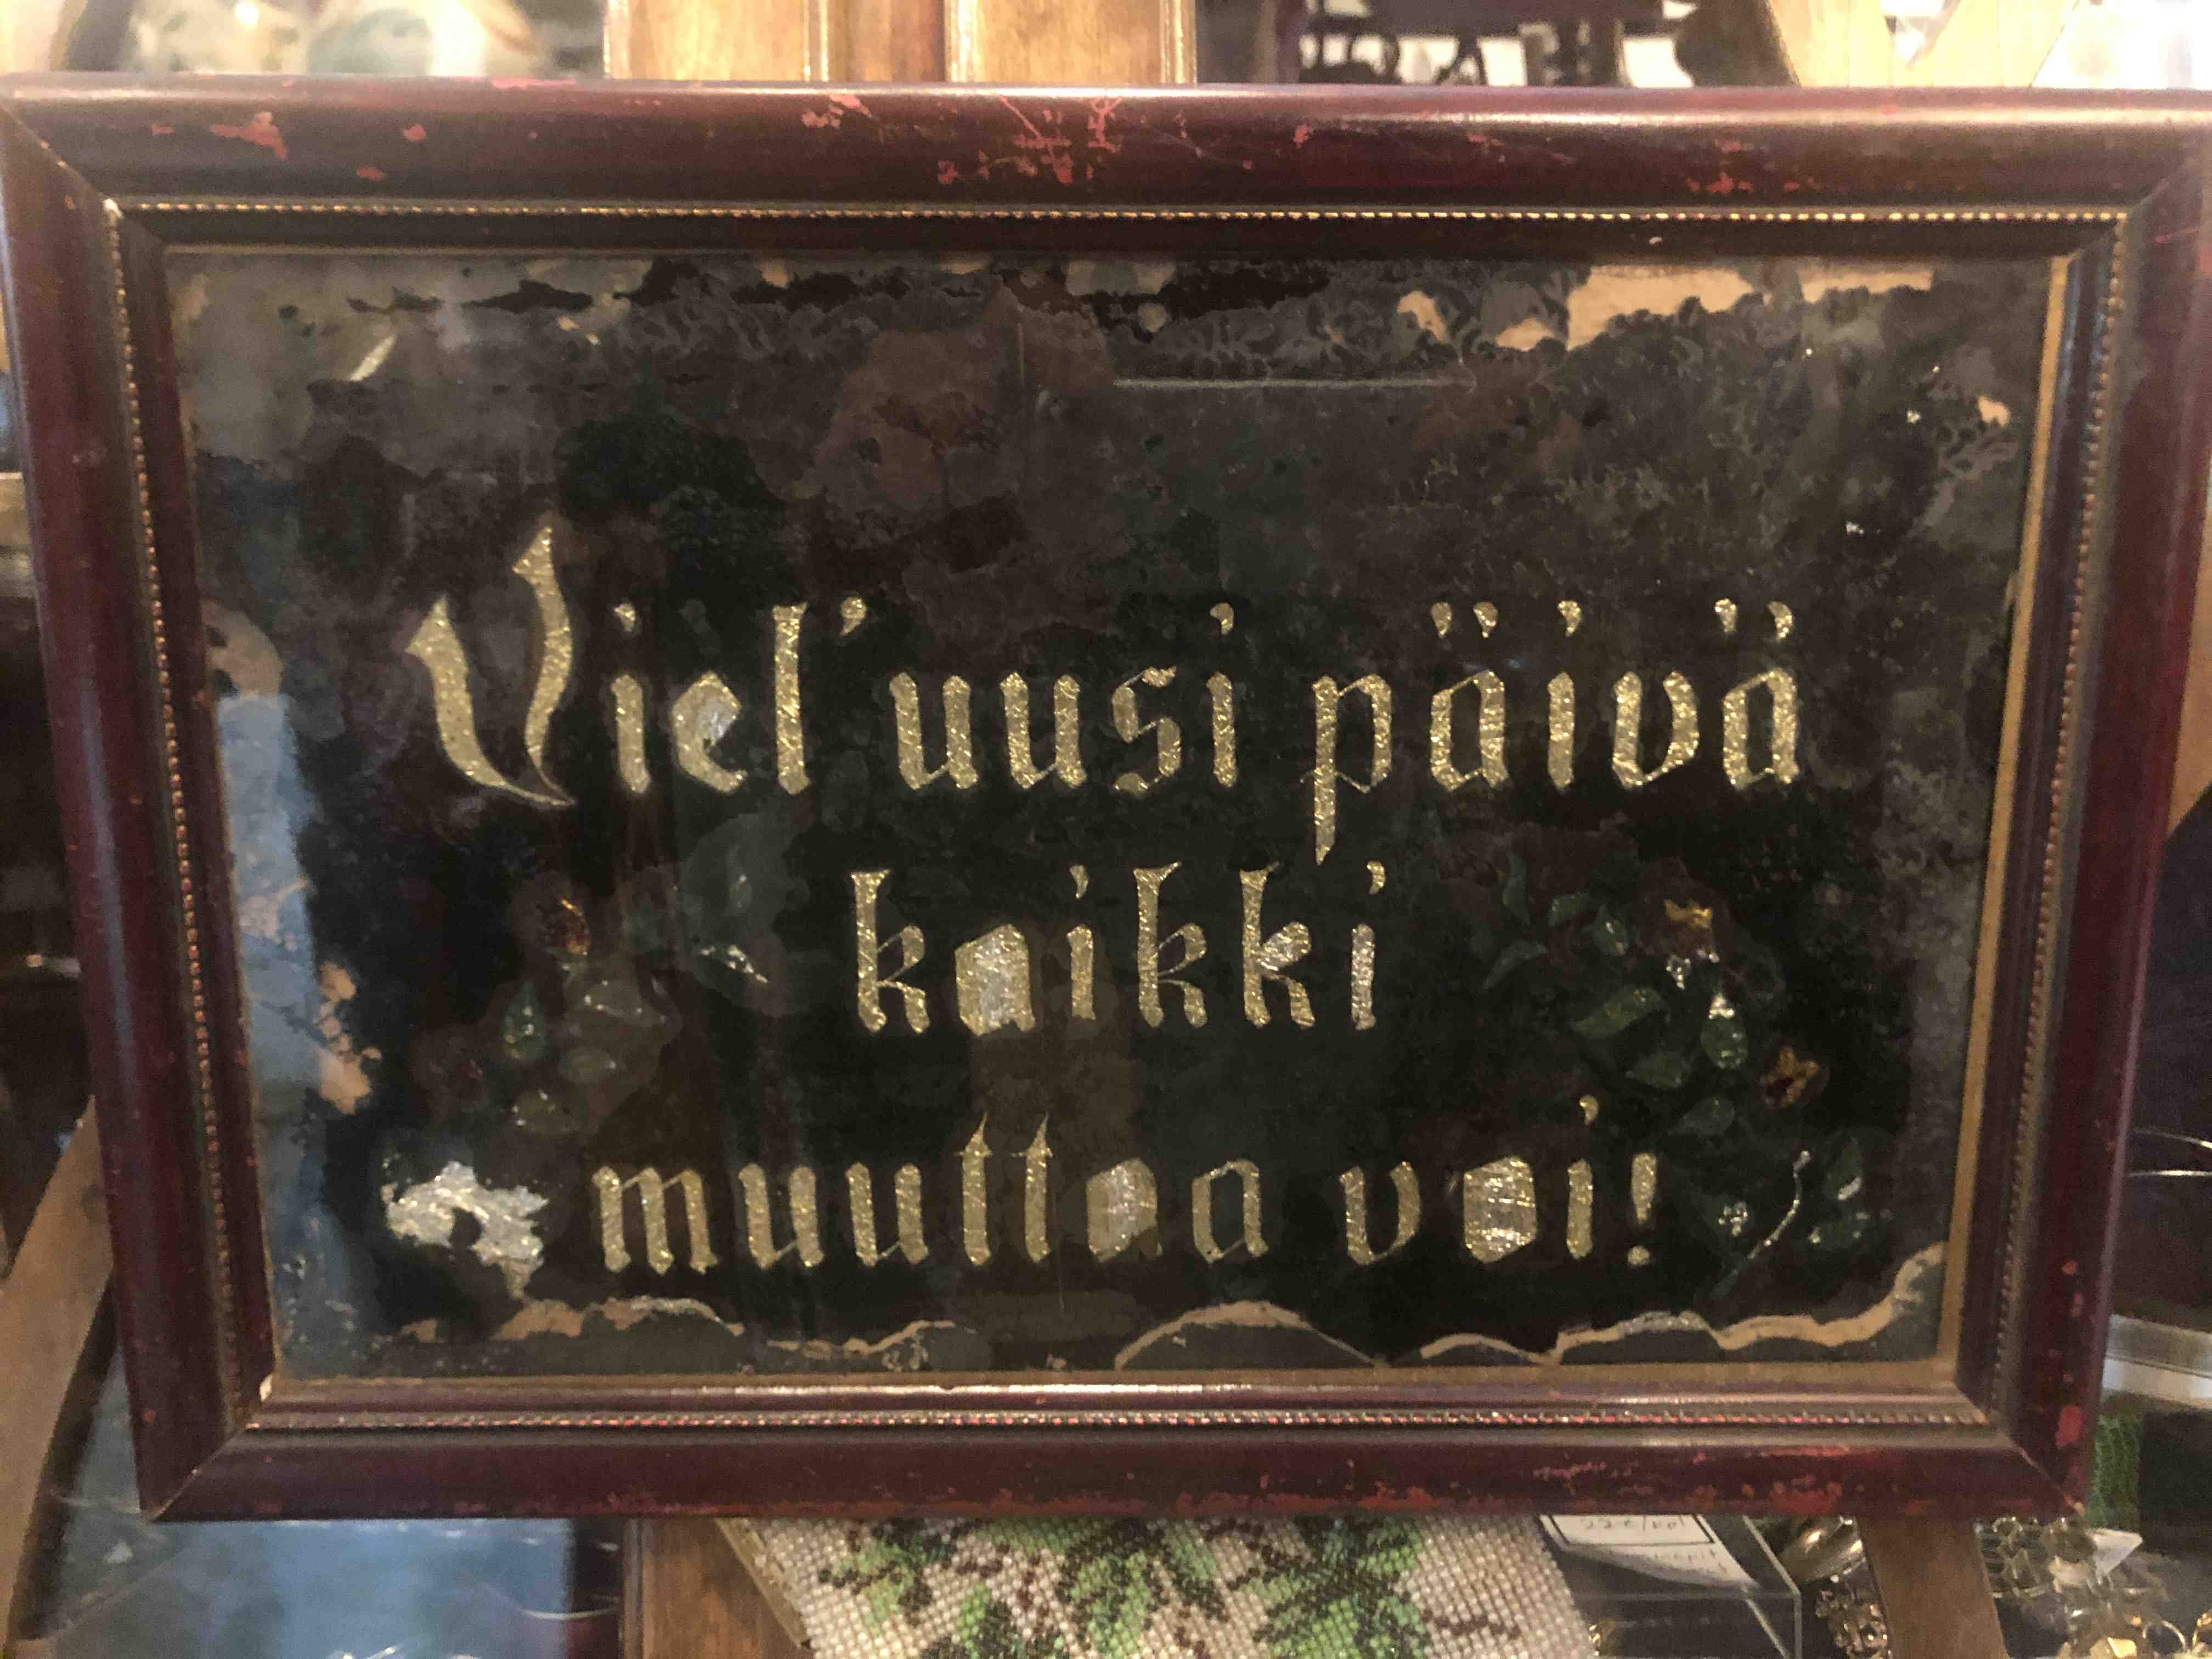 Viel' uusi päivä
kaikki
muuttaa voi!